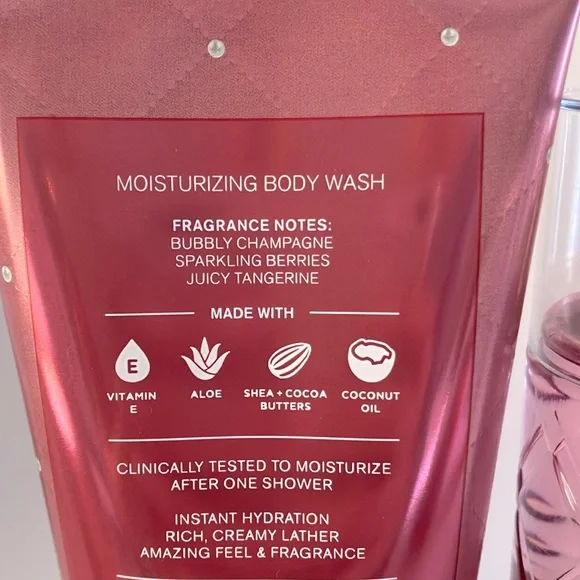 MOISTURIZING BODY WASH
FRAGRANCE NOTES:
BUBBLY CHAMPAGNE
SPARKLING BERRIES
JUICY TANGERINE
MADE WITH
E
VITAMIN
E
ALOE
SHEA + COCOA
BUTTERS
COCONUT
OIL
CLINICALLY TESTED TO MOISTURIZE
AFTER ONE SHOWER
INSTANT HYDRATION
RICH, CREAMY LATHER
AMAZING FEEL & FRAGRANCE